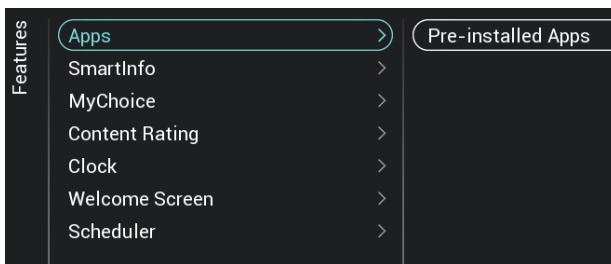 Features
Apps
SmartInfo
MyChoice
Content Rating
Clock
Welcome Screen
Scheduler
Pre-installed Apps